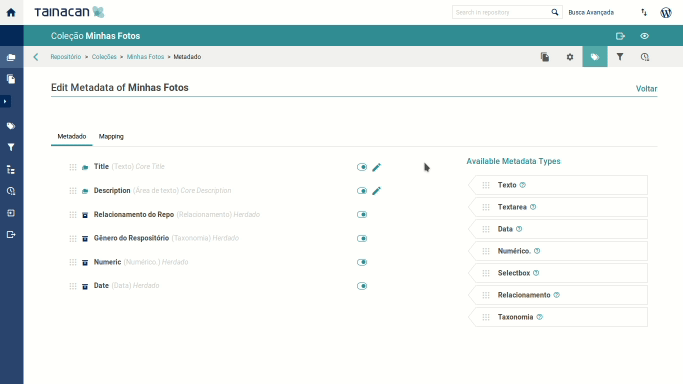 TAINACAN
Search in repository
Busca Avançada
Coleção Minhas Fotos
Repositório > Coleções > Minhas Fotos > Metadado
Edit Metadata of Minhas Fotos
Voltar
Metadado Mapping
Title (Texto) Core Title
Description (Área de texto) Core Description
Relacionamento do Repo (Relacionamento) Herdado
Gênero do Respositório (Taxonomia) Herdado
Numeric (Numérico.) Herdado
Date (Data) Herdado
Available Metadata Types
Texto
Textarea
Data
Numérico.
Selectbox
Relacionamento
Taxonomia